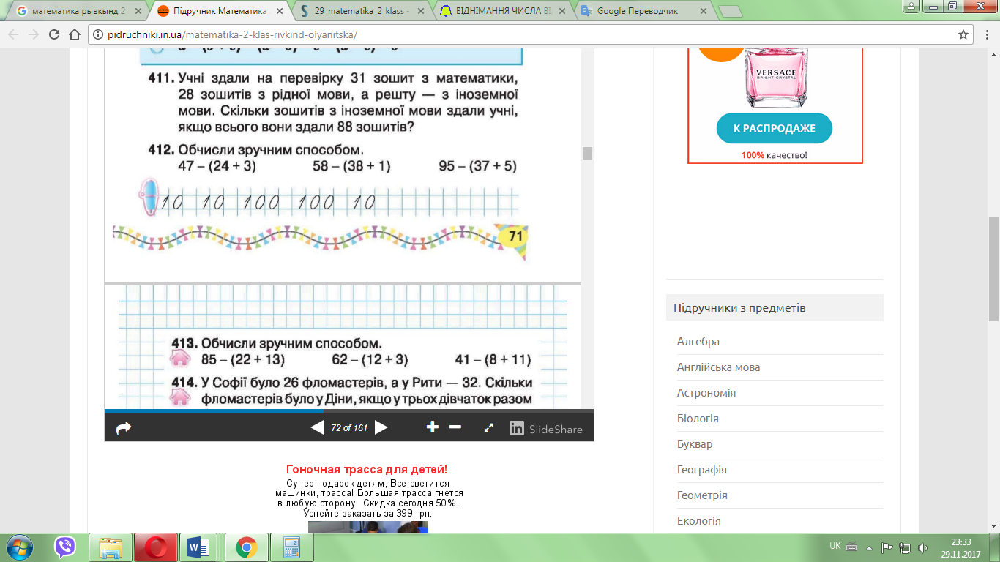 математика рывкынд 2
Підручник Математика
29_matematika_2_klass -
ВІДНІМАННЯ ЧИСЛА ВІ
Google Переводчик
pidruchniki.in.ua/matematika-2-klas-rivkind-olyanitska/
411. Учні здали на перевірку 31 зошит з математики,
28 зошитів з рідної мови, а решту — з іноземної
мови. Скільки зошитів з іноземної мови здали учні,
якщо всього вони здали 88 зошитів?
412. Обчисли зручним способом.
47 – (24 + 3) 58 – (38 + 1) 95 – (37 + 5)
10 10 100 100 10
71
413. Обчисли зручним способом.
85 – (22 + 13) 62 – (12 + 3) 41 – (8 + 11)
414. У Софії було 26 фломастерів, а у Рити — 32. Скільки
фломастерів було у Діни, якщо у трьох дівчаток разом
72 of 161
in SlideShare
Гоночная трасса для детей!
Супер подарок детям, Все светится
машинки, трасса! Большая трасса гнется
в любую сторону. Скидка сегодня 50%.
Успейте заказать за 399 грн.
VERSACE
BRIGHT CRYSTAL
К РАСПРОДАЖЕ
100% качество!
Підручники з предметів
Алгебра
Англійська мова
Астрономія
Біологія
Буквар
Географія
Геометрія
Екологія
UK
23:33
29.11.2017